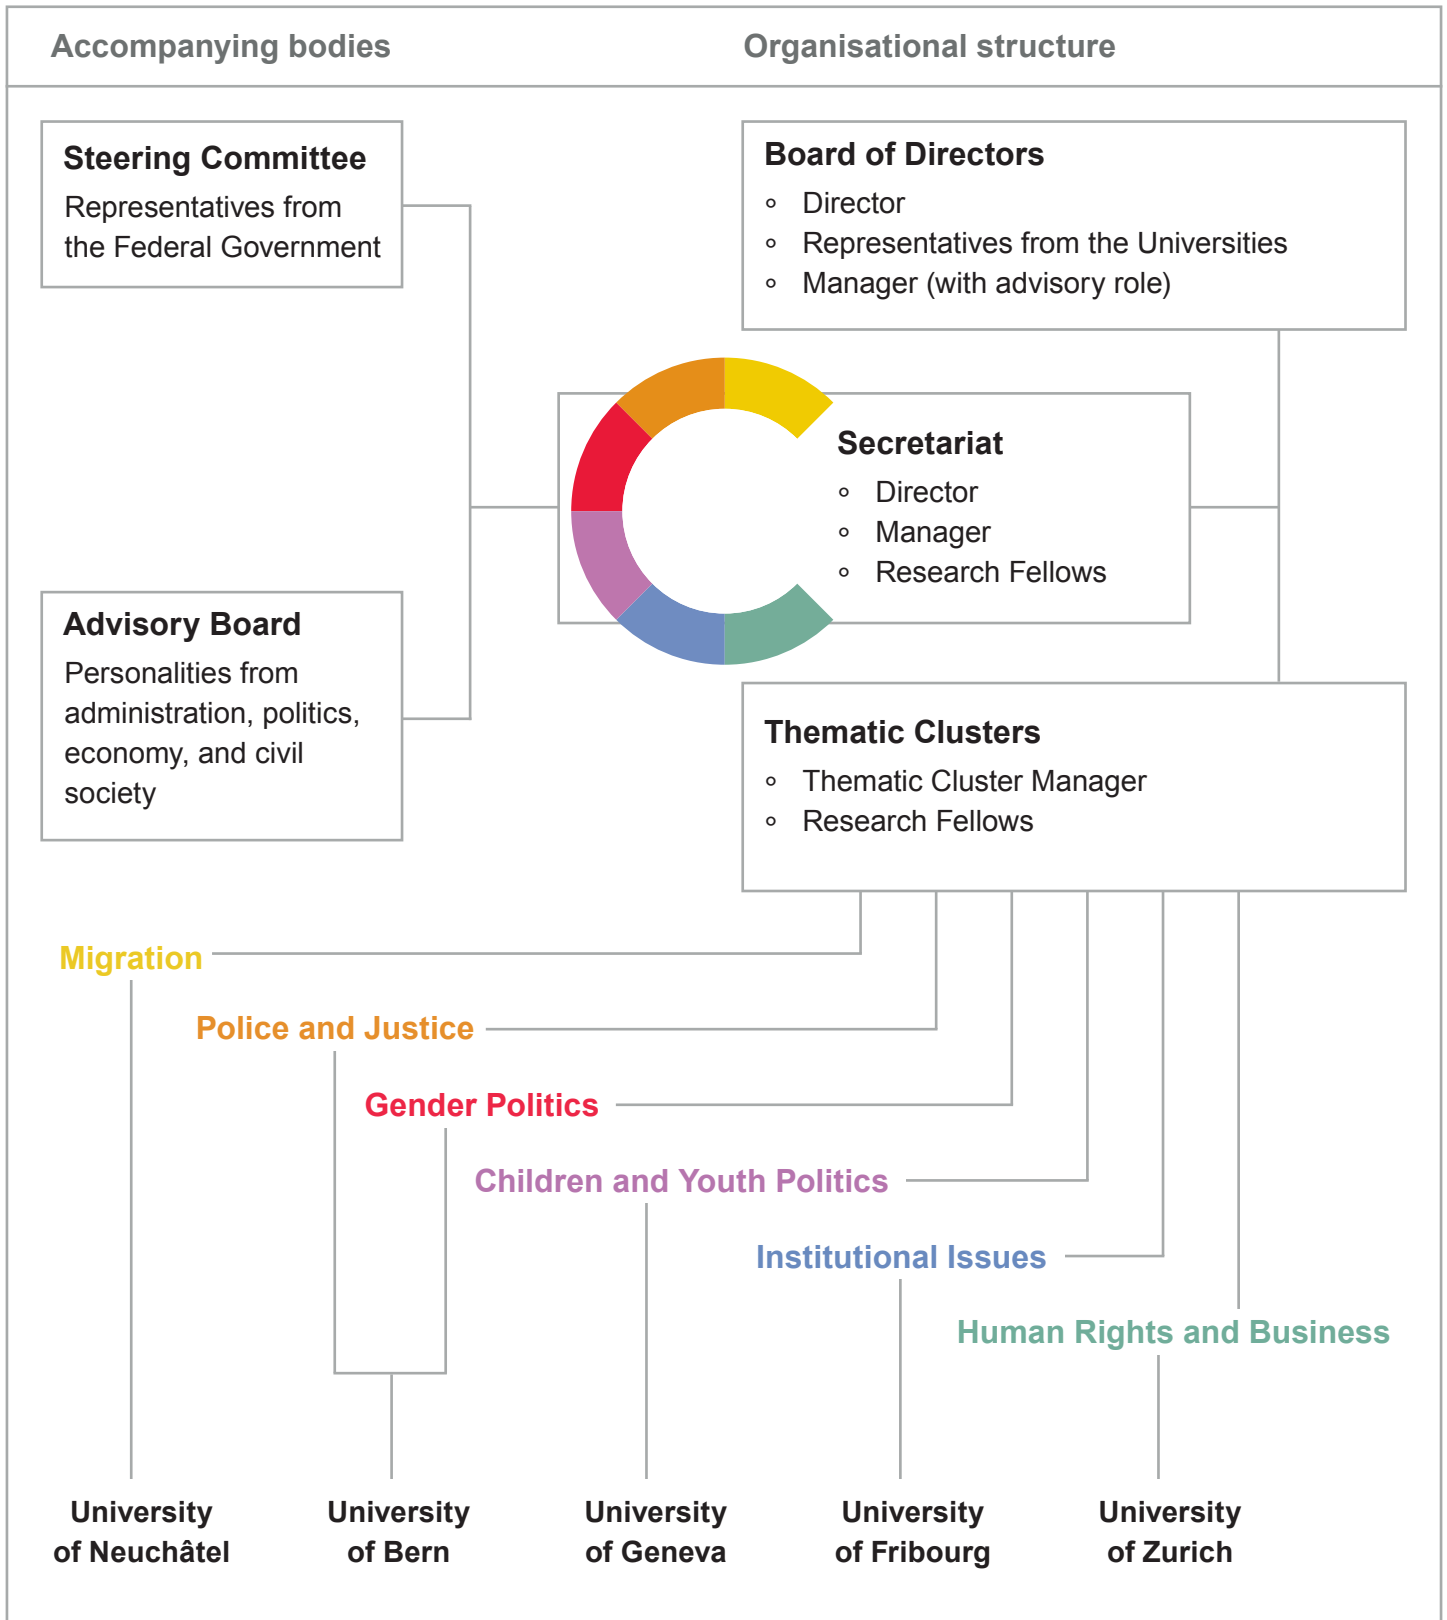 Accompanying bodies
Organisational structure
Steering Committee
Representatives from
the Federal Government
Board of Directors
Director
Representatives from the Universities
Manager (with advisory role)
Secretariat
Director
Manager
Research Fellows
Advisory Board
Personalities from
administration, politics,
economy, and civil
society
Thematic Clusters
Thematic Cluster Manager
Research Fellows
Migration
Police and Justice
Gender Politics
Children and Youth Politics
Institutional Issues
Human Rights and Business
University
of Neuchâtel
University
of Bern
University
of Geneva
University
of Fribourg
University
of Zurich